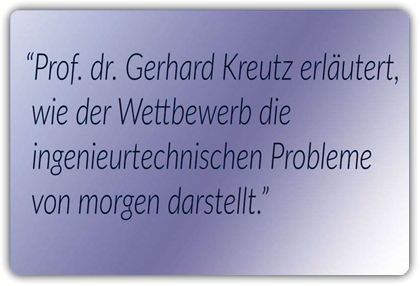 “Prof. dr. Gerhard Kreutz erläutert,
wie der Wettbewerb die
ingenieurtechnischen Probleme
von morgen darstellt.”